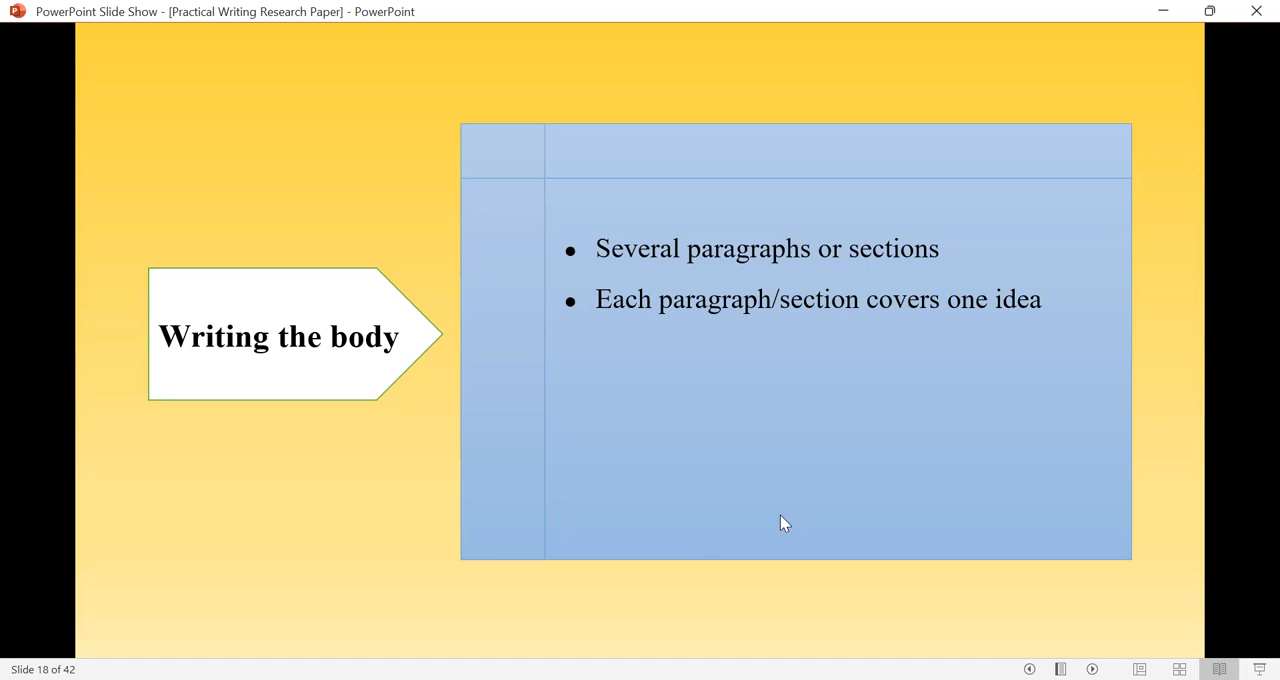 PowerPoint Slide Show - [Practical Writing Research Paper] - PowerPoint
Writing the body
● Several paragraphs or sections
● Each paragraph/section covers one idea
Slide 18 of 42